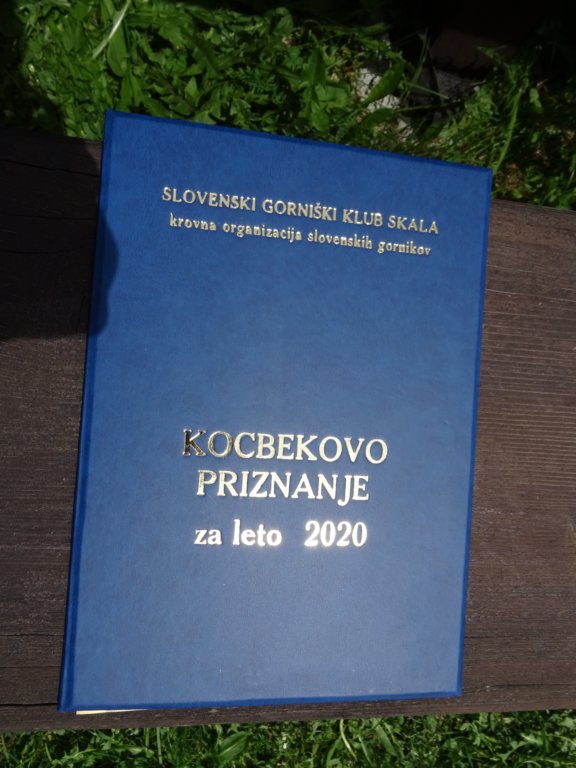 SLOVENSKI GORNIŠKI KLUB SKALA
krovna organizacija slovenskih gornikov
KOCBEKOVO
PRIZNANJE
za leto 2020